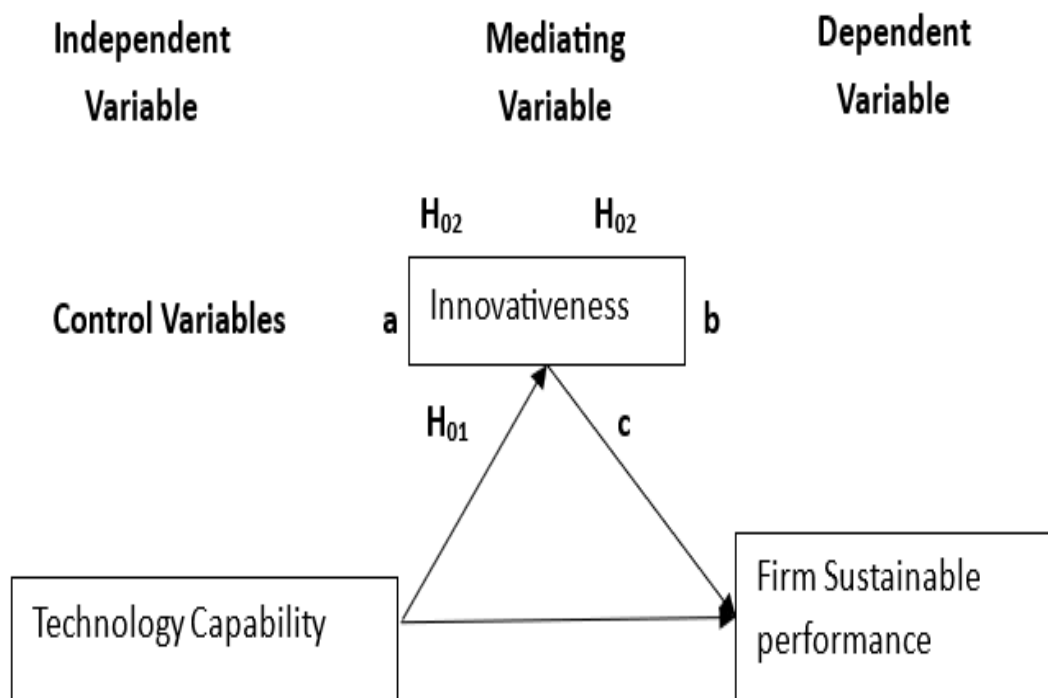 Independent
Variable
Mediating
Variable
Dependent
Variable
H₀₂ H₀₂
Control Variables a Innovativeness b
H₀₁ c
Technology Capability
Firm Sustainable
performance